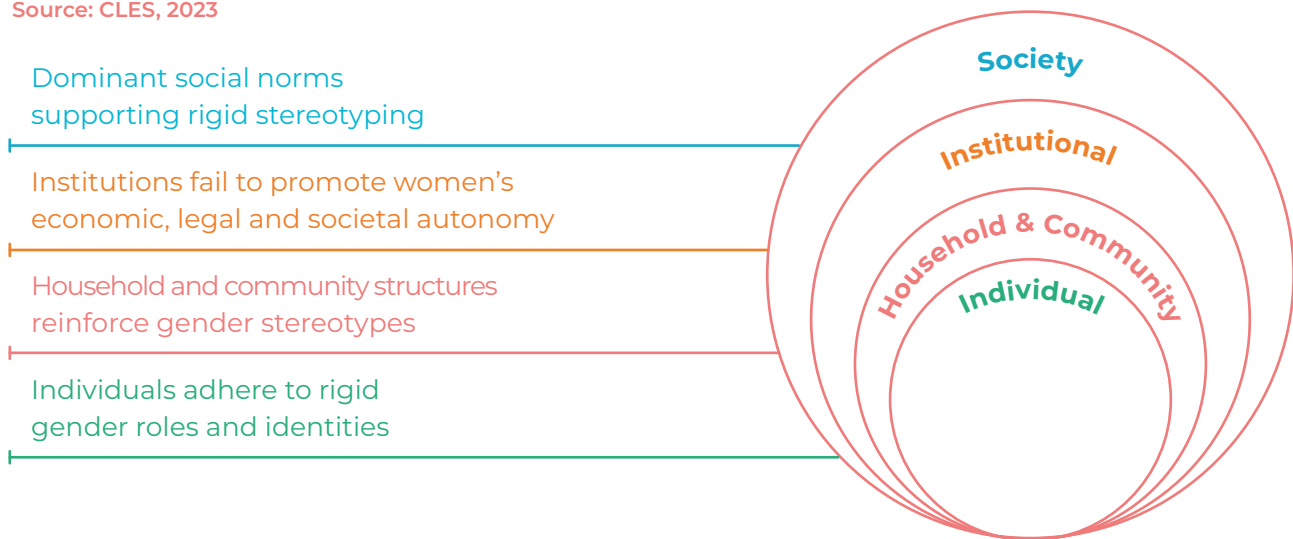 Source: CLES, 2023
Dominant social norms
supporting rigid stereotyping
Institutions fail to promote women’s
economic, legal and societal autonomy
Household and community structures
reinforce gender stereotypes
Individuals adhere to rigid
gender roles and identities
Society
Institutional
Household & Community
Individual